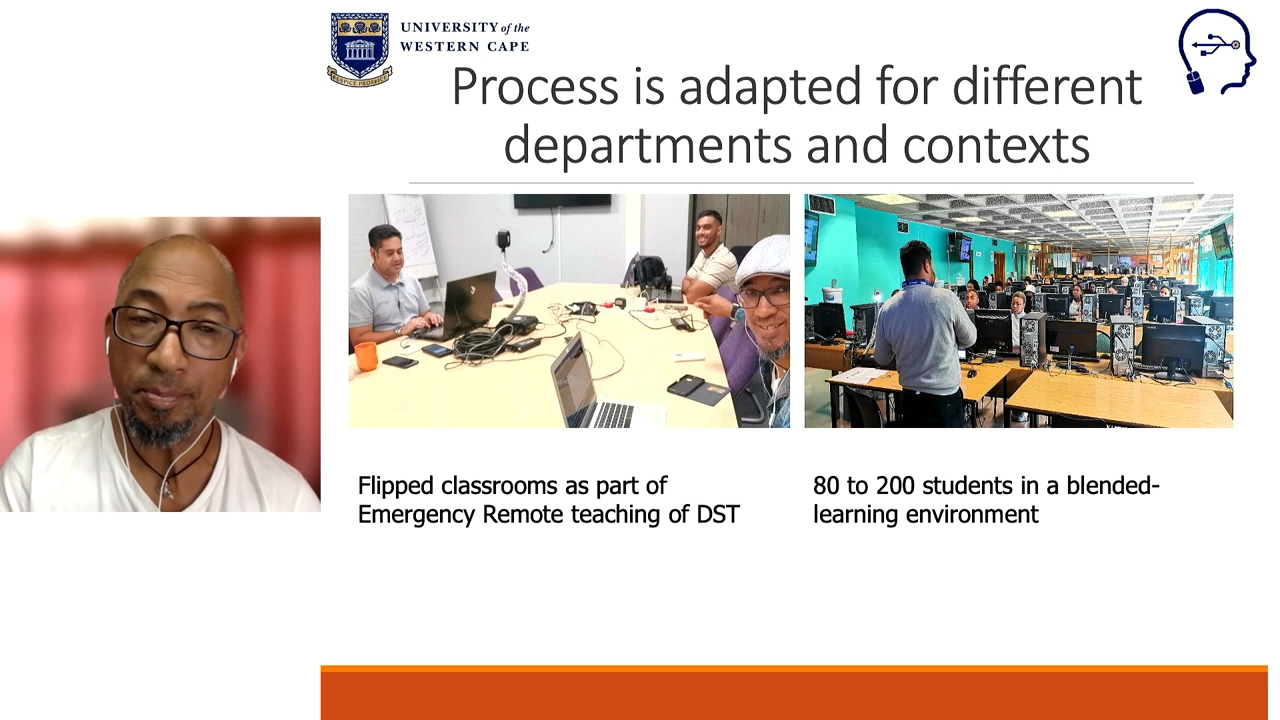 UNIVERSITY of the
WESTERN CAPE
Process is adapted for different
departments and contexts
Flipped classrooms as part of
Emergency Remote teaching of DST
80 to 200 students in a blended-
learning environment